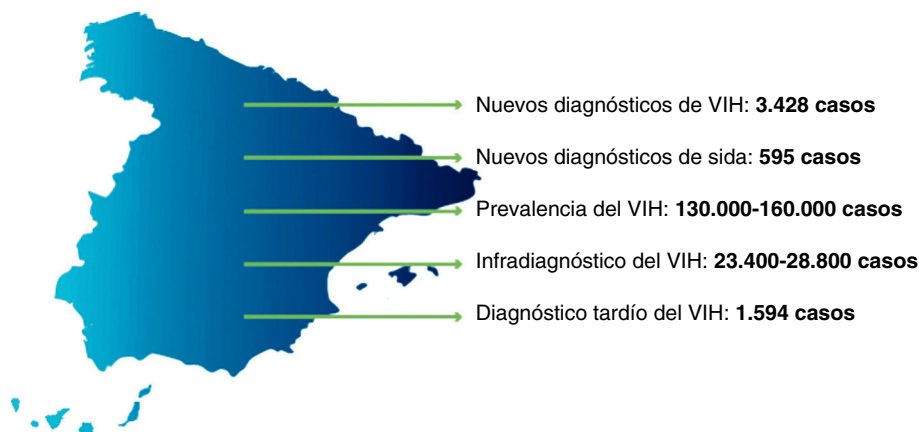 Nuevos diagnósticos de VIH: 3.428 casos
Nuevos diagnósticos de sida: 595 casos
Prevalencia del VIH: 130.000-160.000 casos
Infradiagnóstico del VIH: 23.400-28.800 casos
Diagnóstico tardío del VIH: 1.594 casos